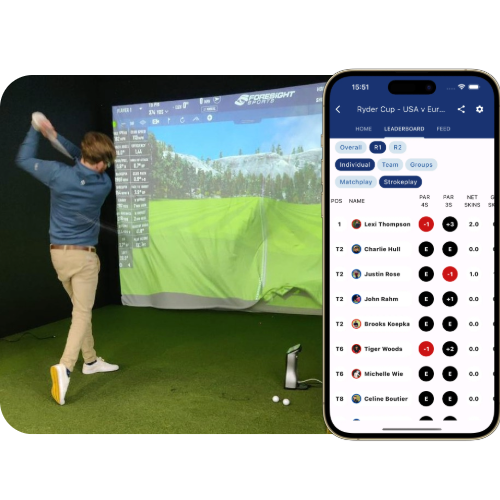 FORESIGHT
SPORTS
15:51
Ryder Cup - USA v Eur...
HOME LEADERBOARD FEED
Overall R1 R2
Individual Team Groups
Matchplay Strokeplay
POS NAME PAR 4S PAR 3S NET SKINS
1 Lexi Thompson -1 +3 2.0
T2 Charlie Hull E E 0.0
T2 Justin Rose E -1 1.0
T2 John Rahm E +1 0.0
T2 Brooks Koepka E E 0.0
T6 Tiger Woods -1 +2 0.0
T6 Michelle Wie E E 0.0
T8 Celine Boutier E E 0.0